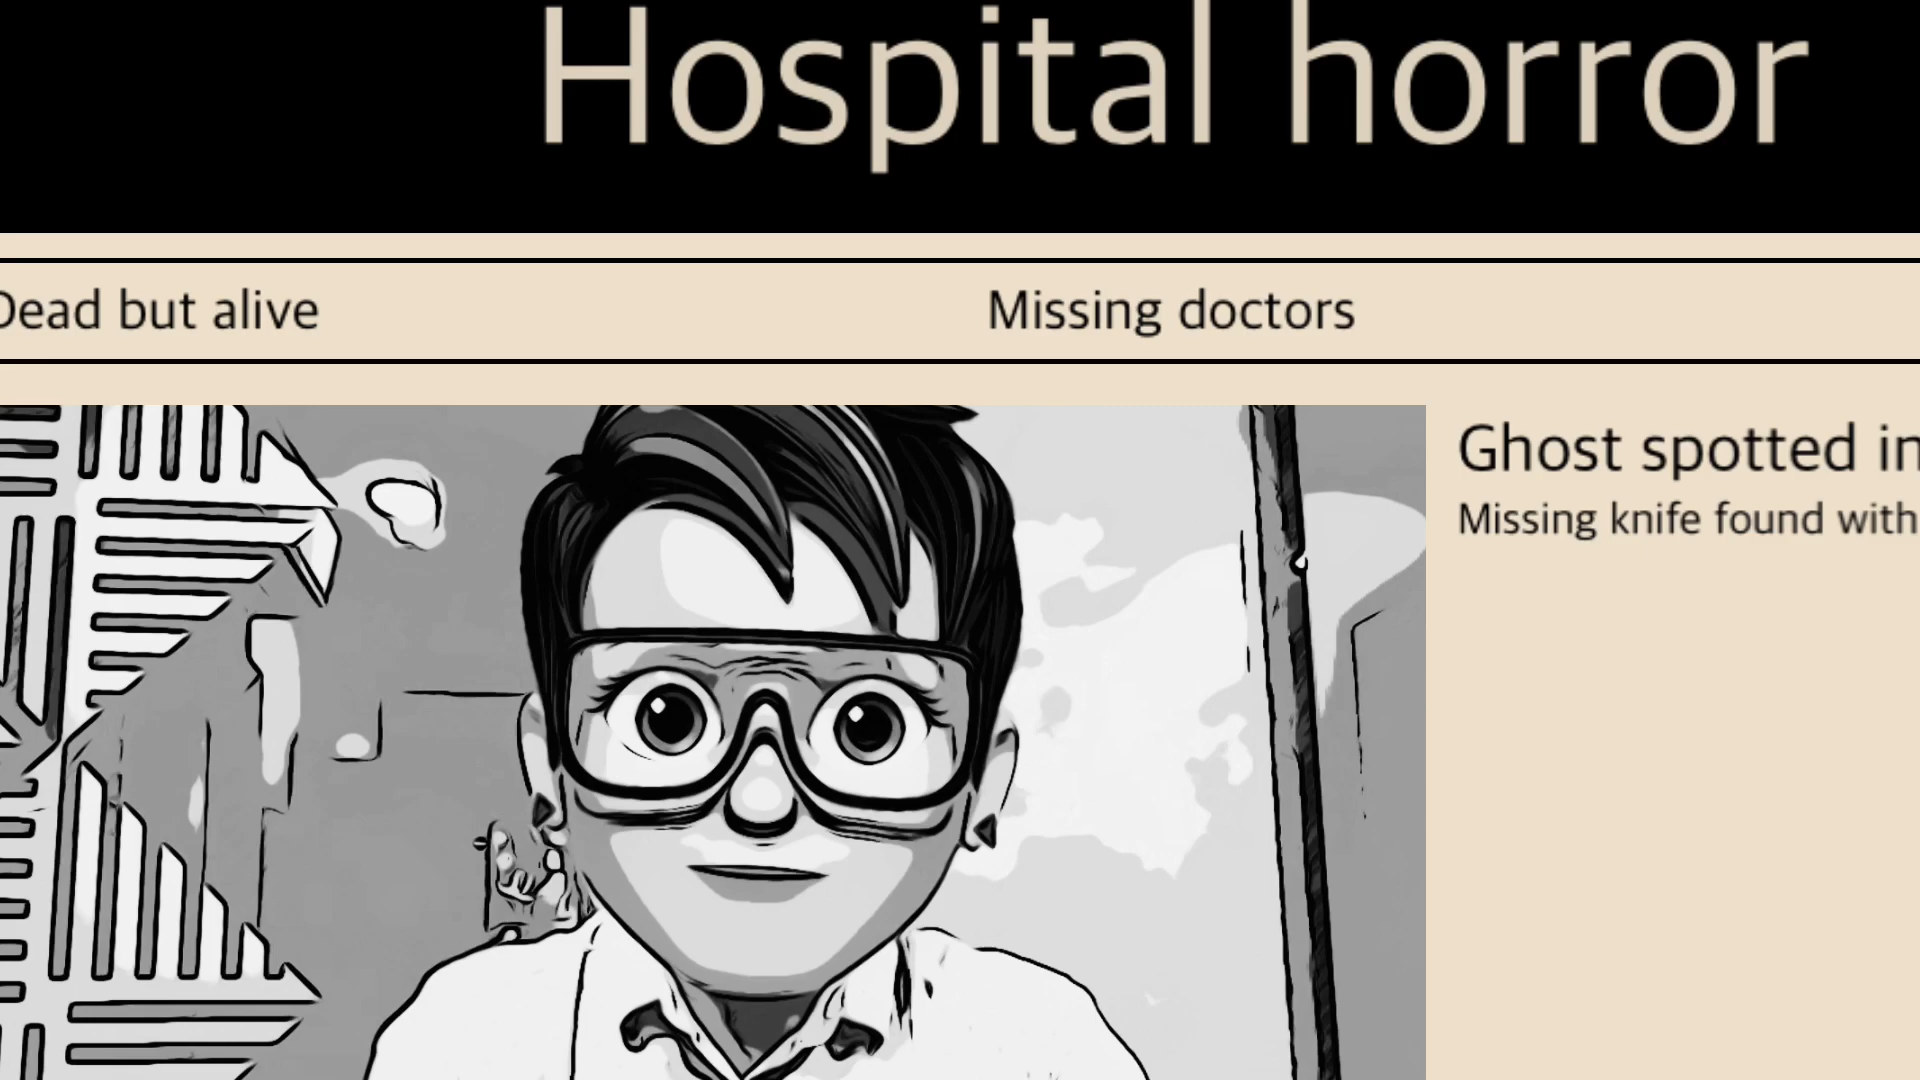 Hospital horror
Dead but alive
Missing doctors
Ghost spotted in
Missing knife found with